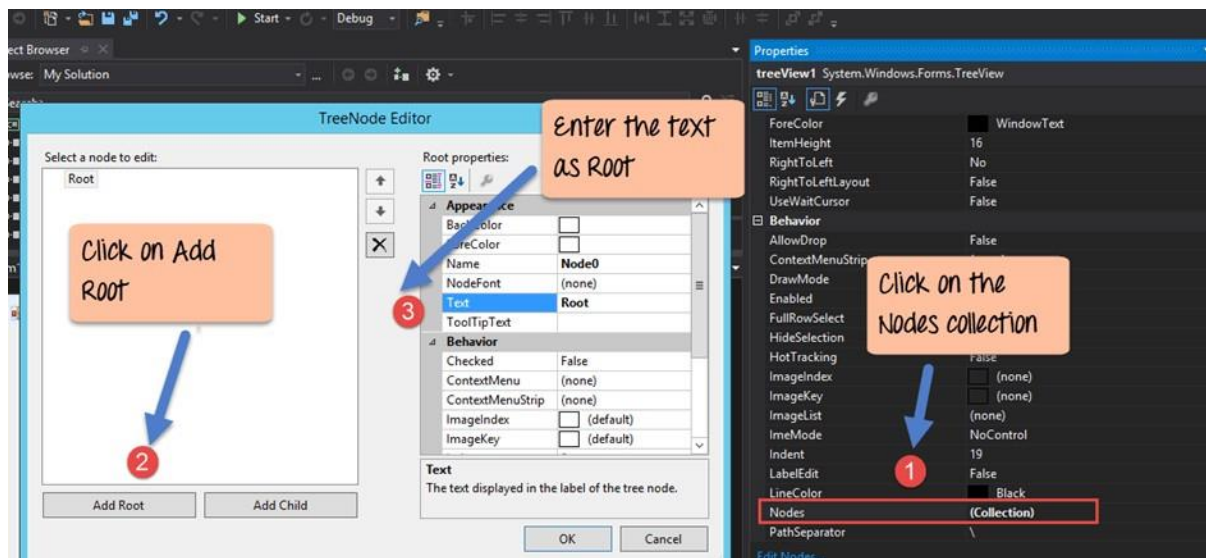 Start
Debug
ect Browser
wse: My Solution
TreeNode Editor
Select a node to edit:
Root
Click on Add
Root
2
Add Root
Add Child
Root properties:
Enter the text
as Root
3
Appearance
BackColor
ForeColor
Name Node0
NodeFont (none)
Text Root
ToolTipText
Behavior
Checked False
ContextMenu (none)
ContextMenuStrip (none)
ImageIndex (default)
ImageKey (default)
Text
The text displayed in the label of the tree node.
OK
Cancel
Properties
treeView1 System.Windows.Forms.TreeView
ForeColor WindowText
ItemHeight 16
RightToLeft No
RightToLeftLayout False
UseWaitCursor False
Behavior
AllowDrop False
ContextMenuStrip
DrawMode
Enabled
FullRowSelect
HideSelection
HotTracking False
Click on the
Nodes collection
1
ImageIndex (none)
ImageKey (none)
ImageList (none)
ImeMode NoControl
Indent 19
LabelEdit False
LineColor Black
Nodes (Collection)
PathSeparator \
Edit Nodes